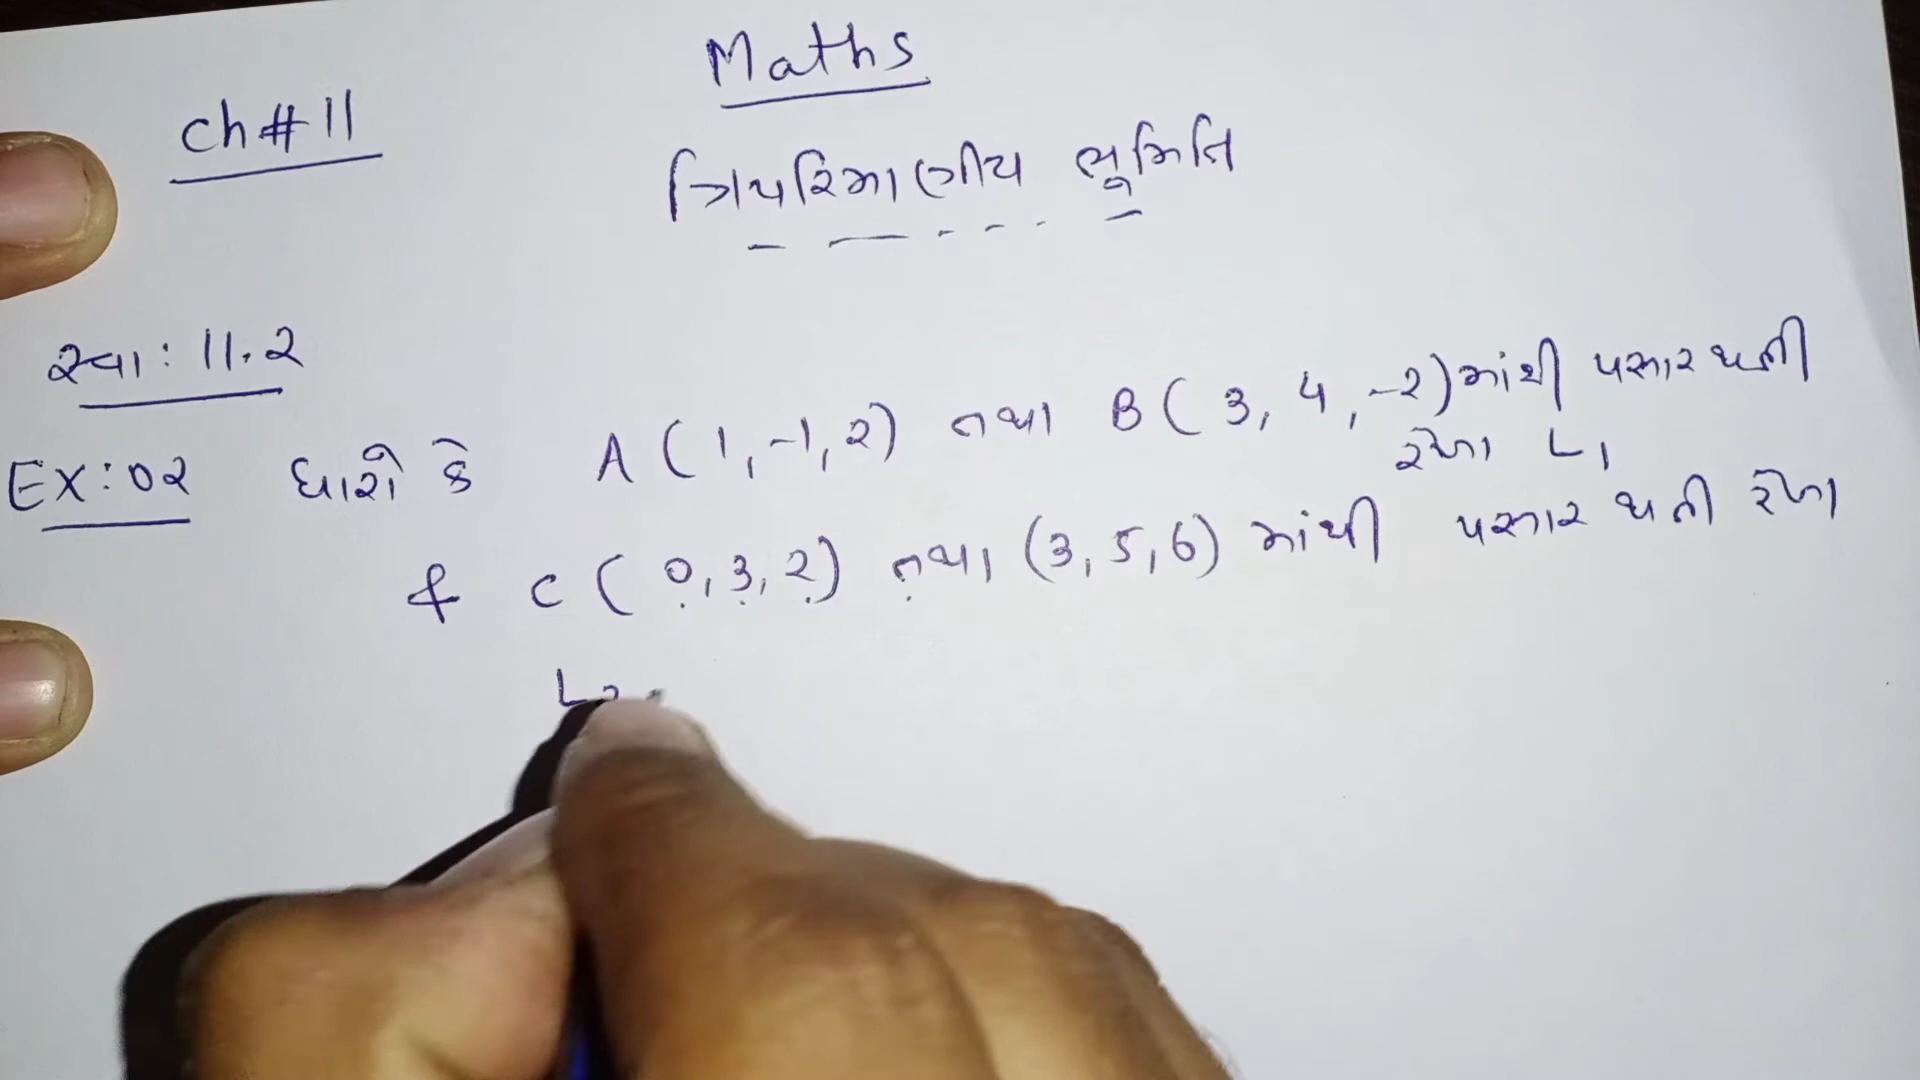 Maths
Ch # 11
ત્રિપરિમાણીય ભૂમિતિ
સ્વા : 11.2
Ex : 02 ધારો કે A ( 1, -1, 2 ) તથા B ( 3, 4, -2 ) માંથી પસાર થતી
રેખા L1
& C ( 0, 3, 2 ) તથા ( 3, 5, 6 ) માંથી પસાર થતી રેખા
L2